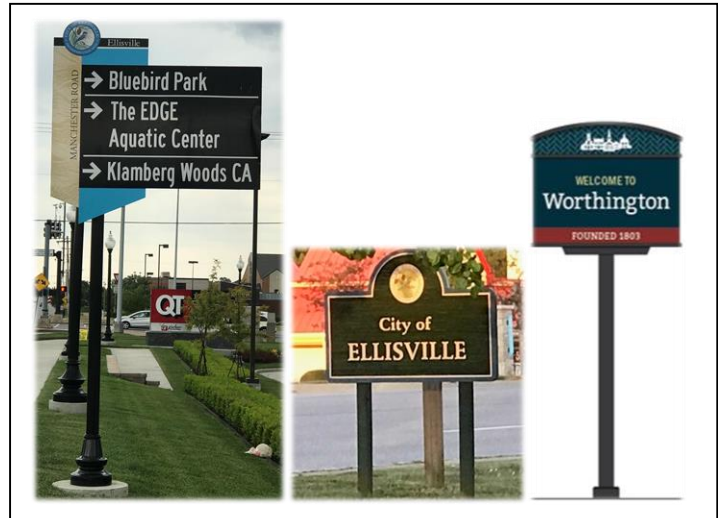 Ellisville
MANCHESTER ROAD
→ Bluebird Park
→ The EDGE
Aquatic Center
→ Klamberg Woods CA
QT
City of
ELLISVILLE
WELCOME TO
Worthington
FOUNDED 1803